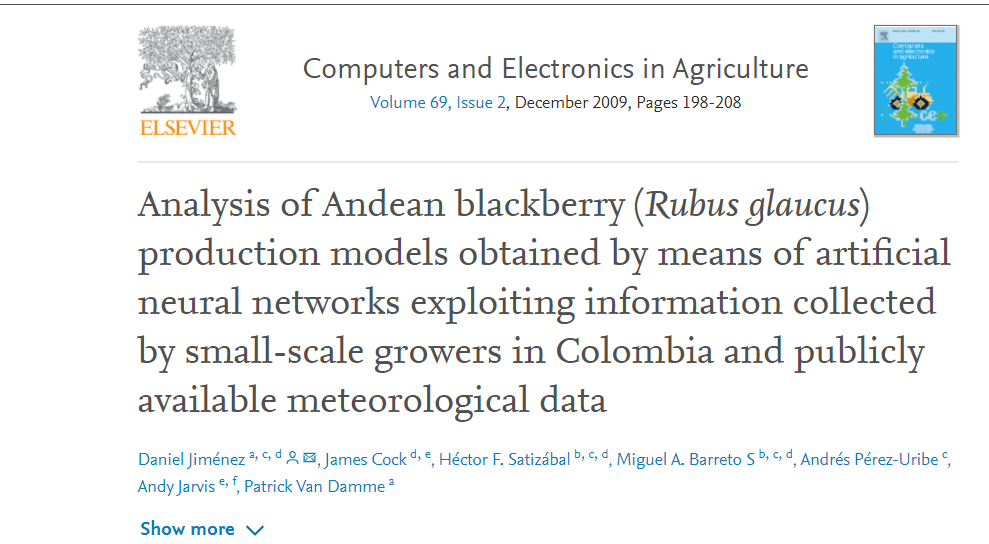 ELSEVIER
Computers and Electronics in Agriculture
Volume 69, Issue 2, December 2009, Pages 198-208
Computers
and electronics
in agriculture
Analysis of Andean blackberry (Rubus glaucus)
production models obtained by means of artificial
neural networks exploiting information collected
by small-scale growers in Colombia and publicly
available meteorological data
Daniel Jiménez a, c, d, James Cock d, e, Héctor F. Satizábal b, c, d, Miguel A. Barreto S b, c, d, Andrés Pérez-Uribe c,
Andy Jarvis e, f, Patrick Van Damme a
Show more